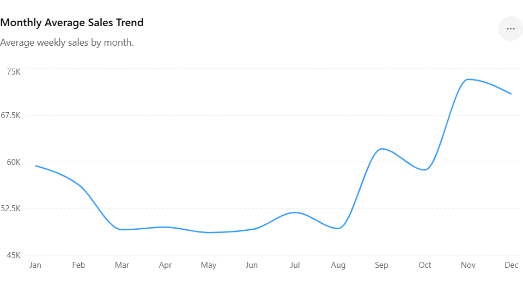 Monthly Average Sales Trend
Average weekly sales by month.
75K
67.5K
60K
52.5K
45K
Jan Feb Mar Apr May Jun Jul Aug Sep Oct Nov Dec